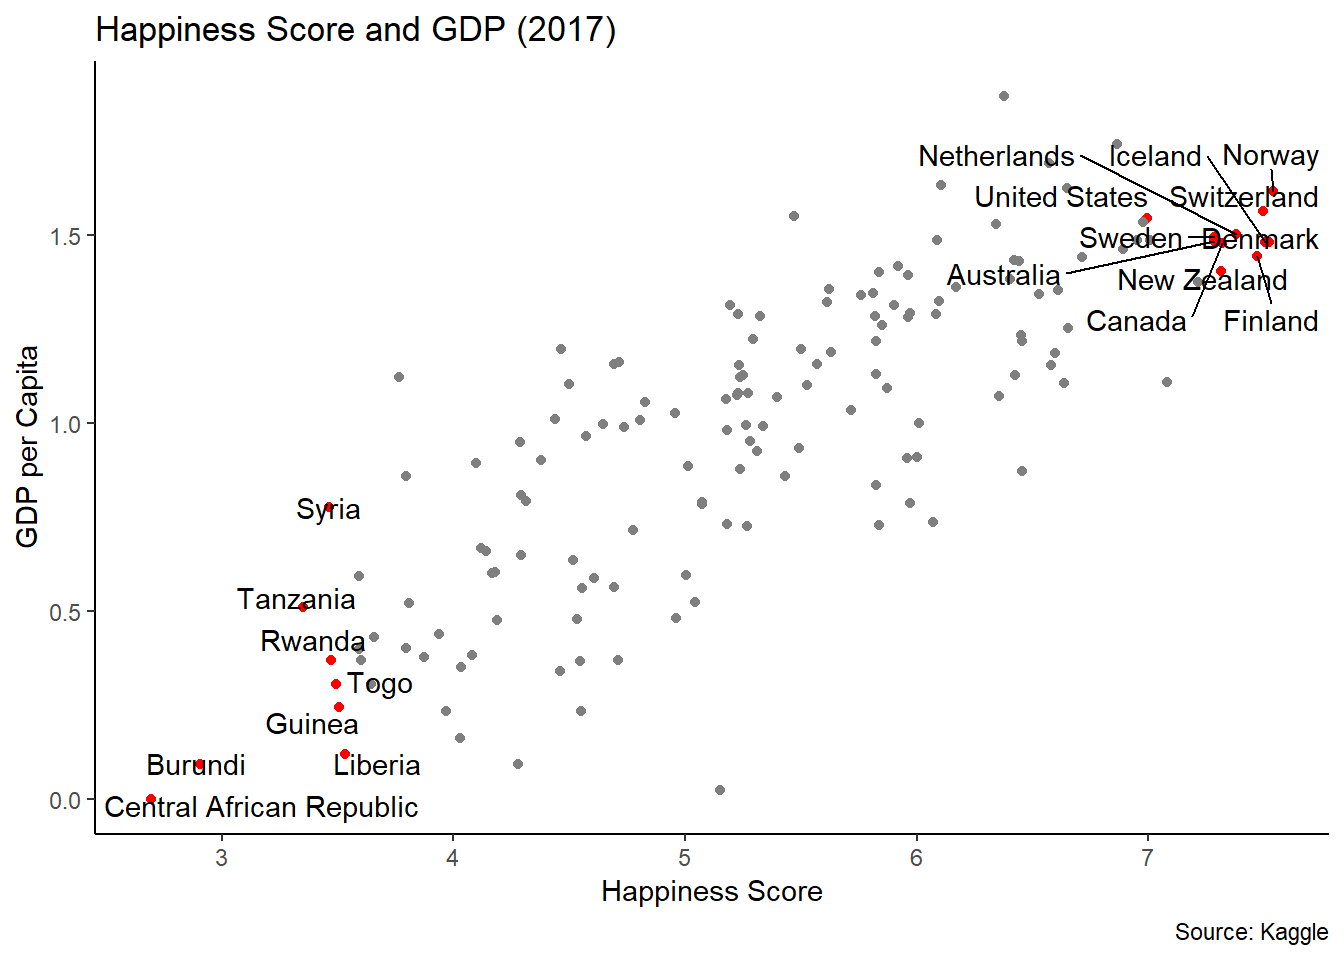 Happiness Score and GDP (2017)
Netherlands
Iceland
Norway
United States
Switzerland
Sweden
Denmark
Australia
New Zealand
Canada
Finland
Syria
Tanzania
Rwanda
Togo
Guinea
Burundi
Liberia
Central African Republic
GDP per Capita
1.5
1.0
0.5
0.0
3
4
5
6
7
Happiness Score
Source: Kaggle